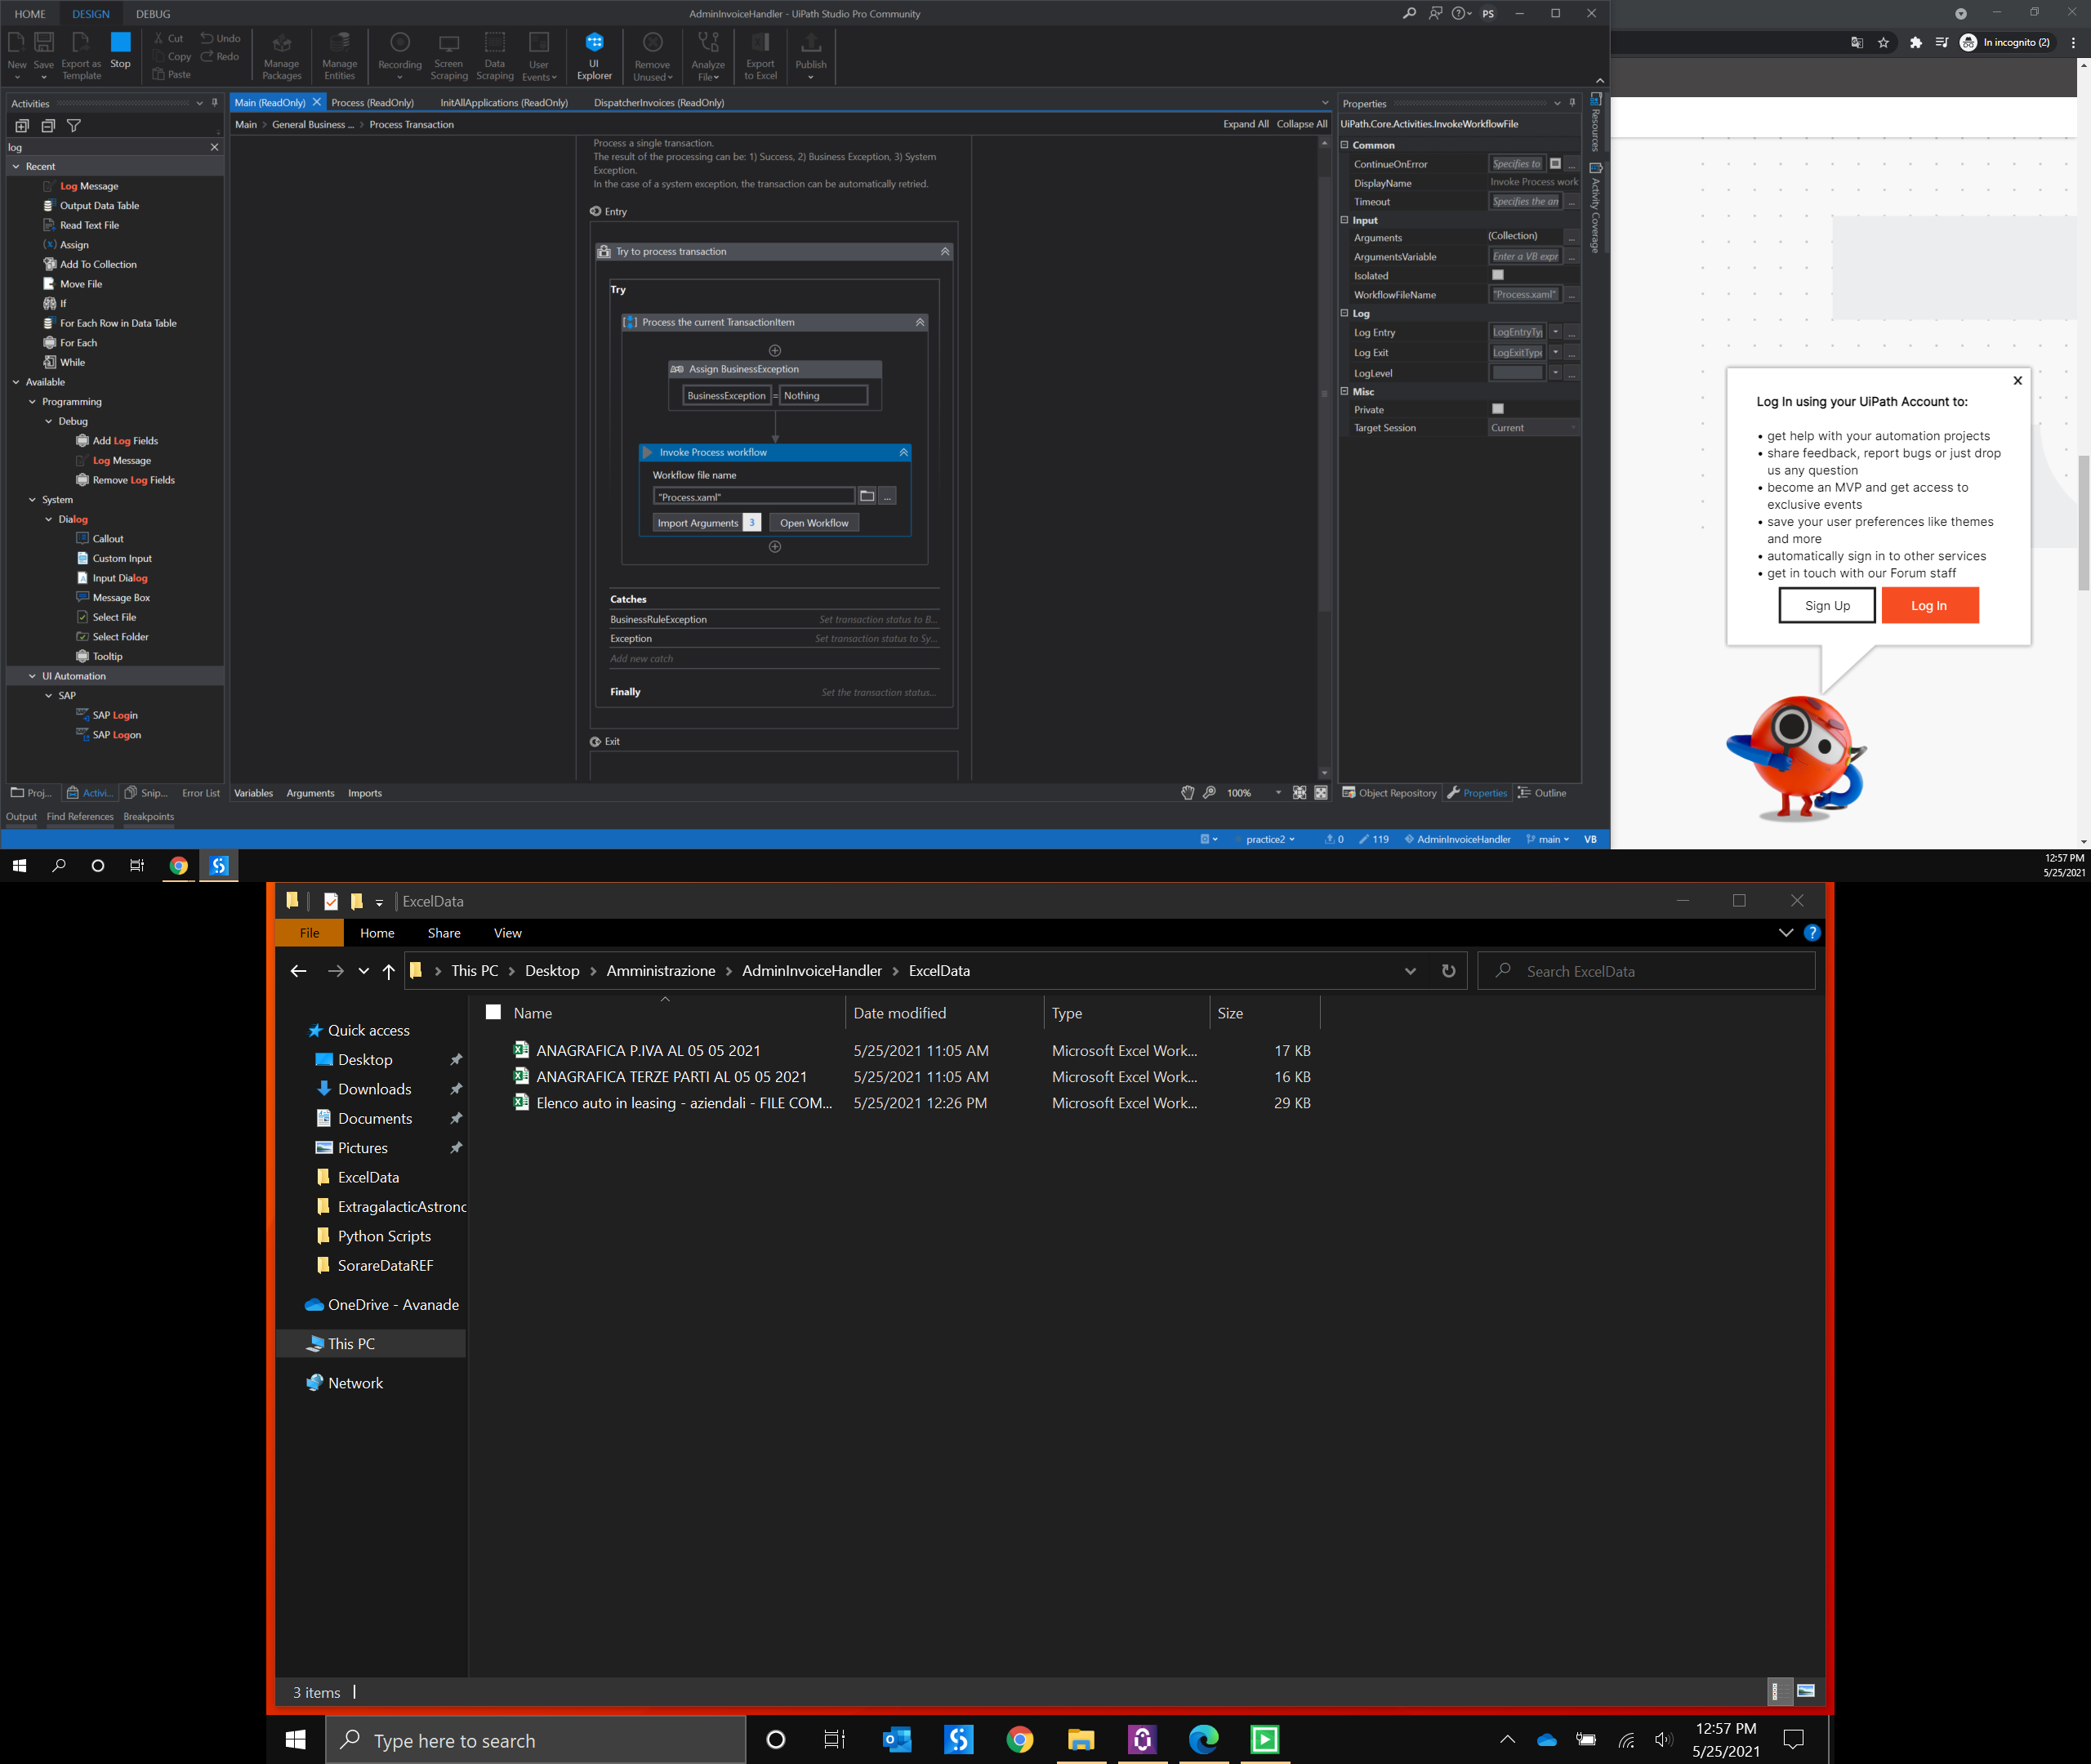 HOME DESIGN DEBUG
AdminInvoiceHandler - UiPath Studio Pro Community
PS
In incognito (2)
New Save Export as Template Stop
Cut Copy Paste
Undo Redo
Manage Packages
Manage Entities
Recording
Screen Scraping
Data Scraping
User Events
UI Explorer
Remove Unused
Analyze File
Export to Excel
Publish
Activities
log
Recent
Log Message
Output Data Table
Read Text File
Assign
Add To Collection
Move File
If
For Each Row in Data Table
For Each
While
Available
Programming
Debug
Add Log Fields
Log Message
Remove Log Fields
System
Dialog
Callout
Custom Input
Input Dialog
Message Box
Select File
Select Folder
Tooltip
UI Automation
SAP
SAP Login
SAP Logon
Proj... Activi... Snip... Error List
Output Find References Breakpoints
Main (ReadOnly) Process (ReadOnly) InitAllApplications (ReadOnly) DispatcherInvoices (ReadOnly)
Main > General Business ... > Process Transaction
Expand All Collapse All
Process a single transaction.
The result of the processing can be: 1) Success, 2) Business Exception, 3) System
Exception.
In the case of a system exception, the transaction can be automatically retried.
Entry
Try to process transaction
Try
Process the current TransactionItem
Assign BusinessException
BusinessException = Nothing
Invoke Process workflow
Workflow file name
"Process.xaml" ...
Import Arguments 3 Open Workflow
Catches
BusinessRuleException Set transaction status to B...
Exception Set transaction status to Sy...
Add new catch
Finally Set the transaction status...
Exit
Variables Arguments Imports
100%
Properties
UiPath.Core.Activities.InvokeWorkflowFile
Common
ContinueOnError Specifies to ...
DisplayName Invoke Process work
Timeout Specifies the an ...
Input
Arguments (Collection) ...
ArgumentsVariable Enter a VB expr ...
Isolated
WorkflowFileName "Process.xaml" ...
Log
Log Entry LogEntryTyp ...
Log Exit LogExitType ...
LogLevel ...
Misc
Private
Target Session Current
Resources
Activity Coverage
Object Repository Properties Outline
practice2 0 119 AdminInvoiceHandler main VB
x
Log In using your UiPath Account to:
• get help with your automation projects
• share feedback, report bugs or just drop
us any question
• become an MVP and get access to
exclusive events
• save your user preferences like themes
and more
• automatically sign in to other services
• get in touch with our Forum staff
Sign Up Log In
12:57 PM
5/25/2021
ExcelData
File Home Share View
This PC > Desktop > Amministrazione > AdminInvoiceHandler > ExcelData
Search ExcelData
Name Date modified Type Size
ANAGRAFICA P.IVA AL 05 05 2021 5/25/2021 11:05 AM Microsoft Excel Work... 17 KB
ANAGRAFICA TERZE PARTI AL 05 05 2021 5/25/2021 11:05 AM Microsoft Excel Work... 16 KB
Elenco auto in leasing - aziendali - FILE COM... 5/25/2021 12:26 PM Microsoft Excel Work... 29 KB
Quick access
Desktop
Downloads
Documents
Pictures
ExcelData
ExtragalacticAstronc
Python Scripts
SorareDataREF
OneDrive - Avanade
This PC
Network
3 items
Type here to search
12:57 PM
5/25/2021